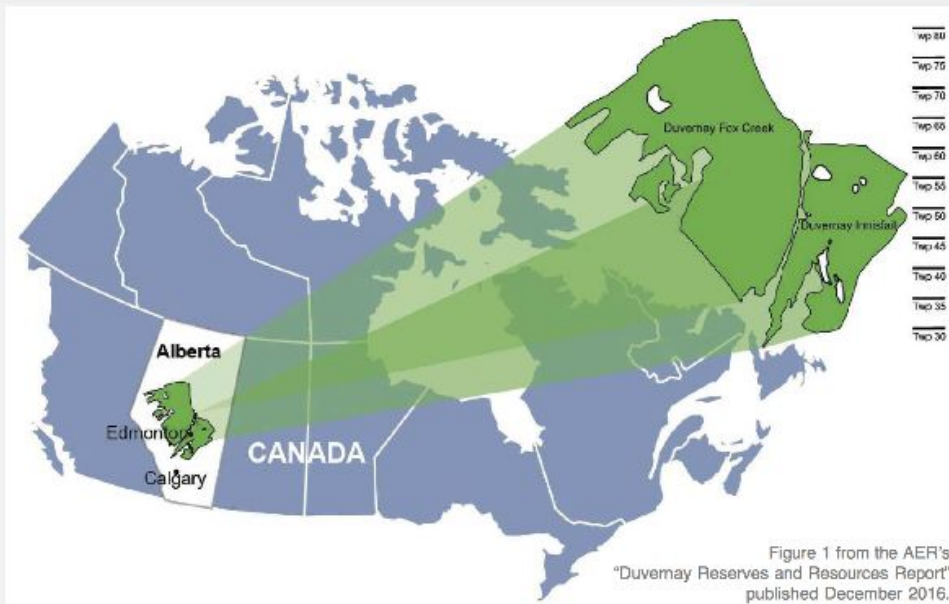 Twp 80
Twp 75
Twp 70
Twp 65
Twp 60
Twp 55
Twp 50
Twp 45
Twp 40
Twp 35
Twp 30
Duvernay Fox Creek
Duvernay Innisfail
Alberta
Edmonton
Calgary
CANADA
Figure 1 from the AER's
"Duvernay Reserves and Resources Report"
published December 2016.